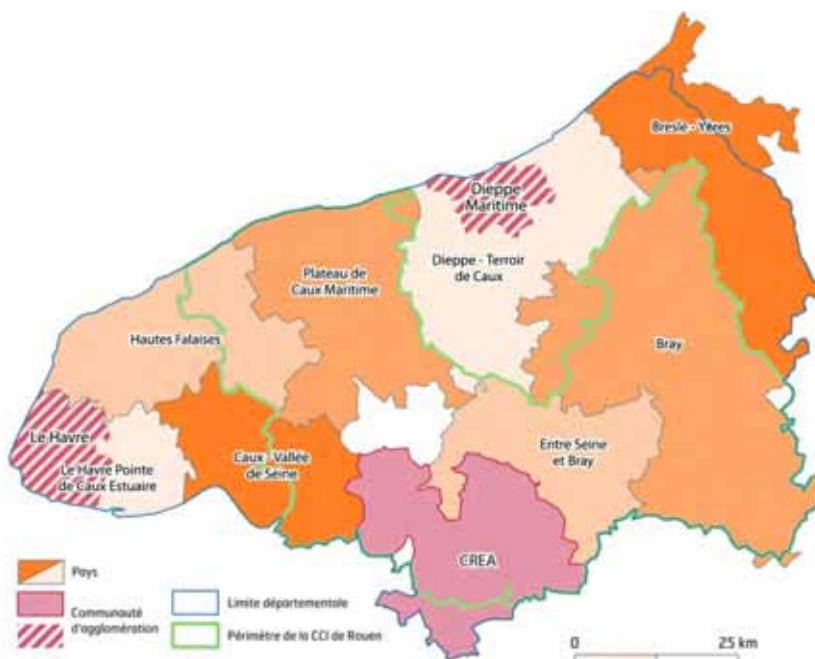 Bresle - Yères
Dieppe
Maritime
Dieppe - Terroir
de Caux
Plateau de
Caux Maritime
Hautes Falaises
Bray
Le Havre
Le Havre Pointe
de Caux Estuaire
Caux - Vallée
de Seine
Entre Seine
et Bray
CREA
Pays
Communauté
d'agglomération
Limite départementale
Périmètre de la CCI de Rouen
0 25 km